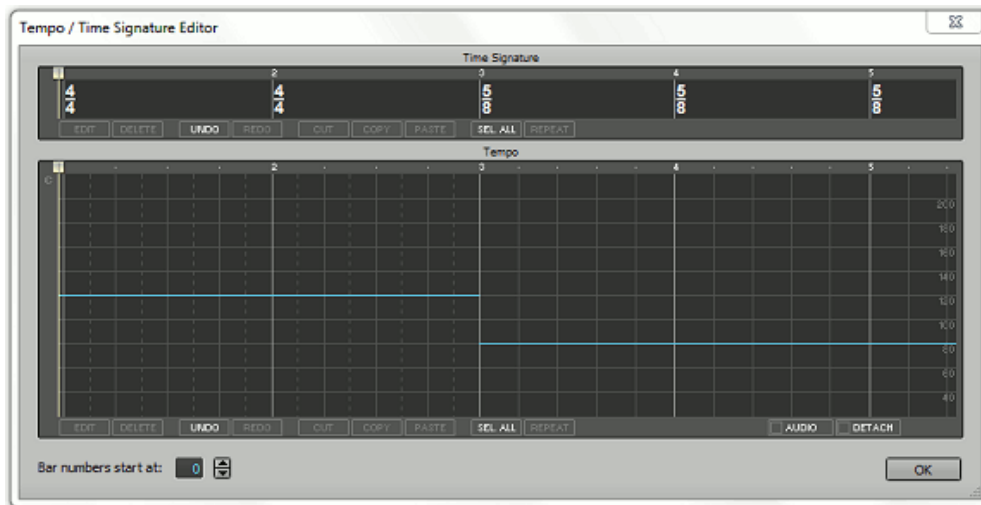 Tempo / Time Signature Editor
Time Signature
1 2 3 4 5
4/4 4/4 5/8 5/8 5/8
EDIT DELETE UNDO REDO CUT COPY PASTE SEL. ALL REPEAT
Tempo
1 2 3 4 5
C
200
180
160
140
120
100
80
60
40
EDIT DELETE UNDO REDO CUT COPY PASTE SEL. ALL REPEAT AUDIO DETACH
Bar numbers start at: 0 OK